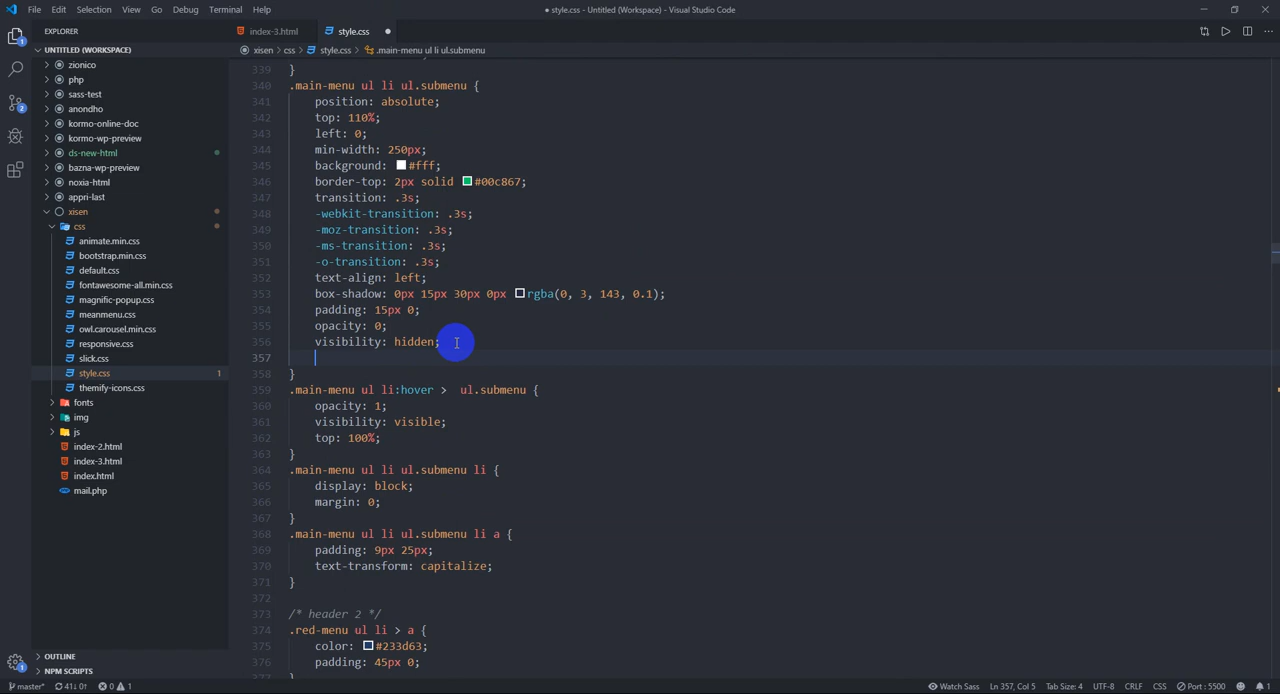 File Edit Selection View Go Debug Terminal Help
● style.css - Untitled (Workspace) - Visual Studio Code
EXPLORER
index-3.html
style.css ●
UNTITLED (WORKSPACE)
xisen > css > style.css > .main-menu ul li ul.submenu
zionico
php
sass-test
anondho
kormo-online-doc
kormo-wp-preview
ds-new-html
bazna-wp-preview
noxia-html
appri-last
xisen
css
animate.min.css
bootstrap.min.css
default.css
fontawesome-all.min.css
magnific-popup.css
meanmenu.css
owl.carousel.min.css
responsive.css
slick.css
style.css 1
themify-icons.css
fonts
img
js
index-2.html
index-3.html
index.html
mail.php
OUTLINE
NPM SCRIPTS
339 }
340 .main-menu ul li ul.submenu {
341 position: absolute;
342 top: 110%;
343 left: 0;
344 min-width: 250px;
345 background: #fff;
346 border-top: 2px solid #00c867;
347 transition: .3s;
348 -webkit-transition: .3s;
349 -moz-transition: .3s;
350 -ms-transition: .3s;
351 -o-transition: .3s;
352 text-align: left;
353 box-shadow: 0px 15px 30px 0px rgba(0, 3, 143, 0.1);
354 padding: 15px 0;
355 opacity: 0;
356 visibility: hidden;
357
358 }
359 .main-menu ul li:hover >  ul.submenu {
360 opacity: 1;
361 visibility: visible;
362 top: 100%;
363 }
364 .main-menu ul li ul.submenu li {
365 display: block;
366 margin: 0;
367 }
368 .main-menu ul li ul.submenu li a {
369 padding: 9px 25px;
370 text-transform: capitalize;
371 }
372
373 /* header 2 */
374 .red-menu ul li > a {
375 color: #233d63;
376 padding: 45px 0;
377 }
master* 41↓ 0↑ 0 1
Watch Sass Ln 357, Col 5 Tab Size: 4 UTF-8 CRLF CSS Port : 5500 1